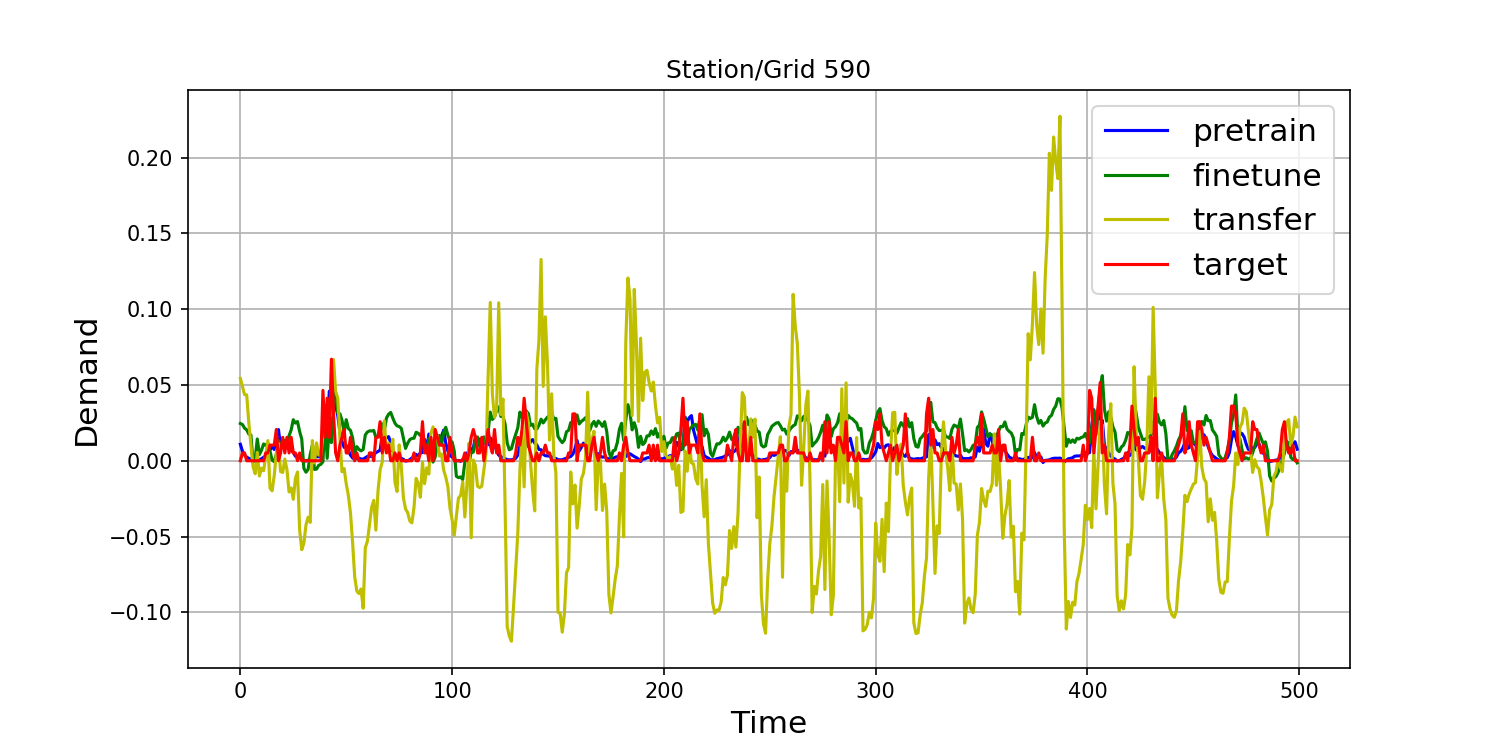 Station/Grid 590
Demand
0.20
0.15
0.10
0.05
0.00
−0.05
−0.10
pretrain
finetune
transfer
target
0 100 200 300 400 500
Time